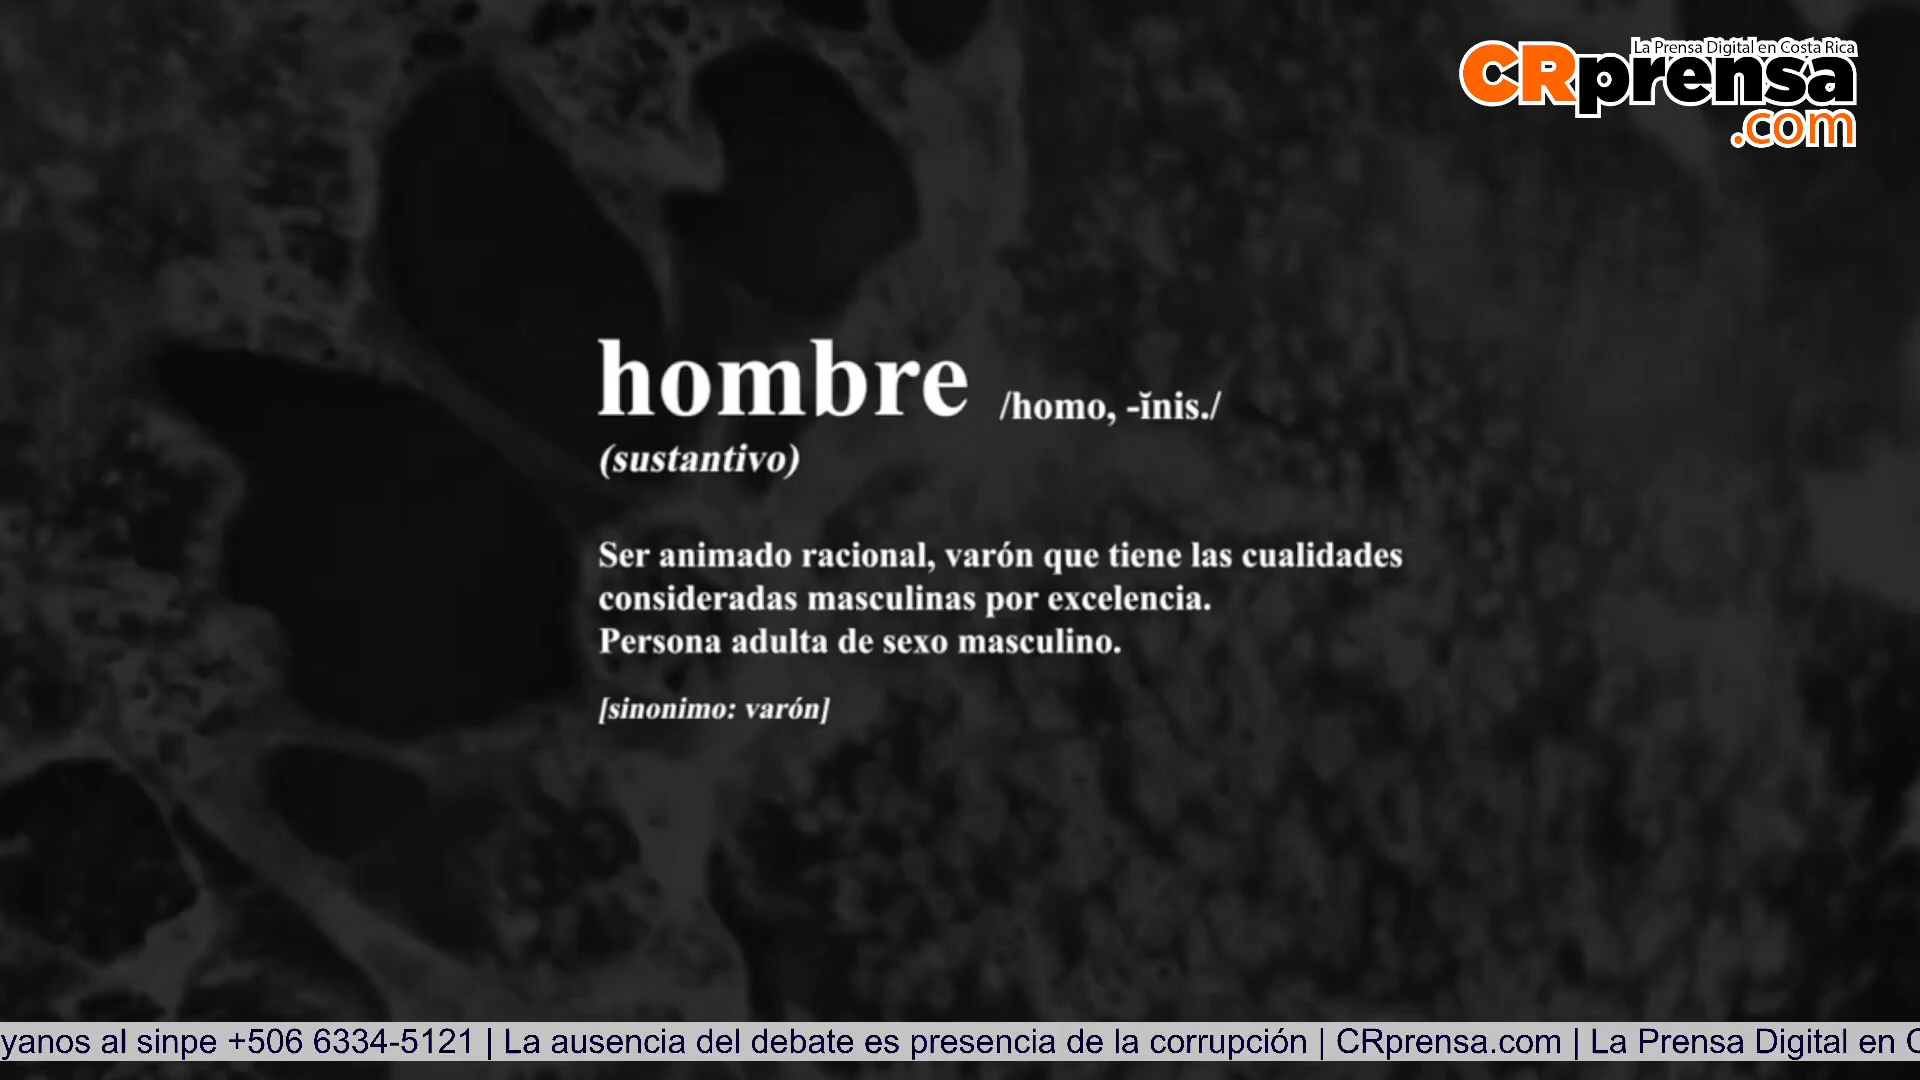 La Prensa Digital en Costa Rica
CRprensa
.com
hombre /homo, -ĭnis./
(sustantivo)
Ser animado racional, varón que tiene las cualidades
consideradas masculinas por excelencia.
Persona adulta de sexo masculino.
[sinonimo: varón]
yanos al sinpe +506 6334-5121 | La ausencia del debate es presencia de la corrupción | CRprensa.com | La Prensa Digital en C